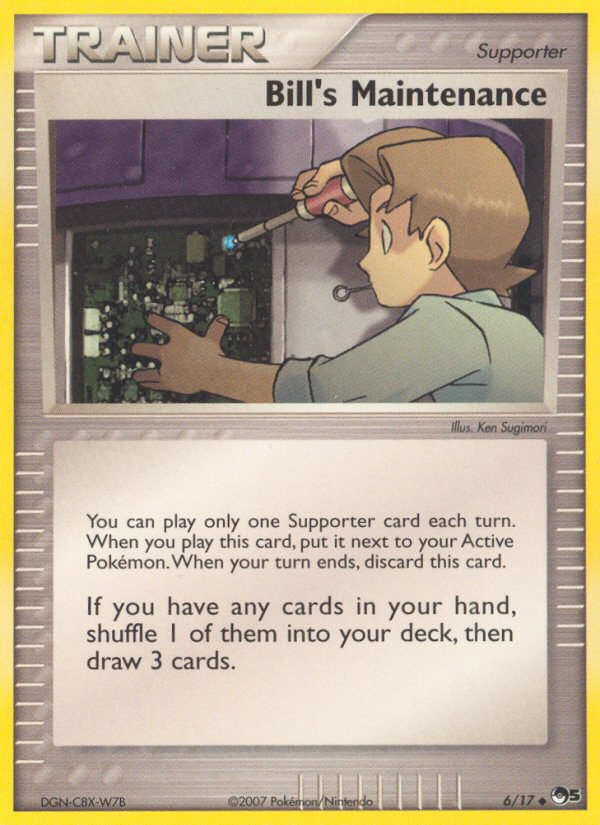 TRAINER
Supporter
Bill's Maintenance
Illus. Ken Sugimori
You can play only one Supporter card each turn.
When you play this card, put it next to your Active
Pokémon. When your turn ends, discard this card.
If you have any cards in your hand,
shuffle 1 of them into your deck, then
draw 3 cards.
DGN-C8X-W7B
©2007 Pokémon/Nintendo
6/17
5